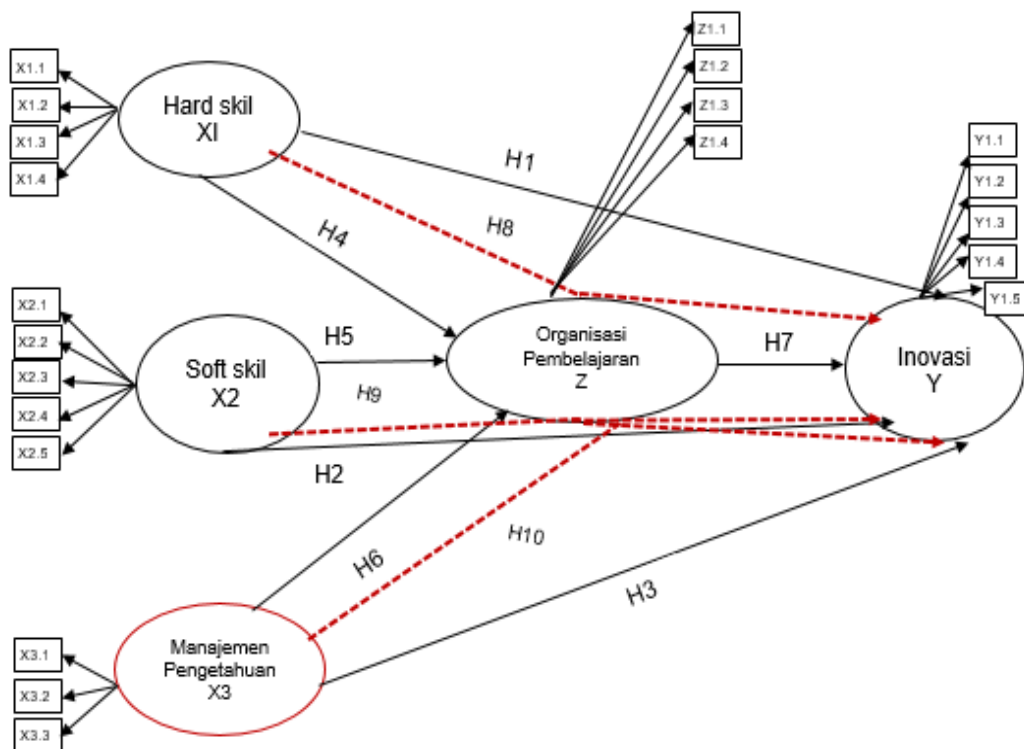 X1.1
X1.2
X1.3
X1.4
Hard skil
XI
Z1.1
Z1.2
Z1.3
Z1.4
H1
Y1.1
Y1.2
Y1.3
Y1.4
Y1.5
H4
H8
X2.1
X2.2
X2.3
X2.4
X2.5
Soft skil
X2
H5
H9
H2
Organisasi
Pembelajaran
Z
H7
Inovasi
Y
H6
H10
H3
X3.1
X3.2
X3.3
Manajemen
Pengetahuan
X3